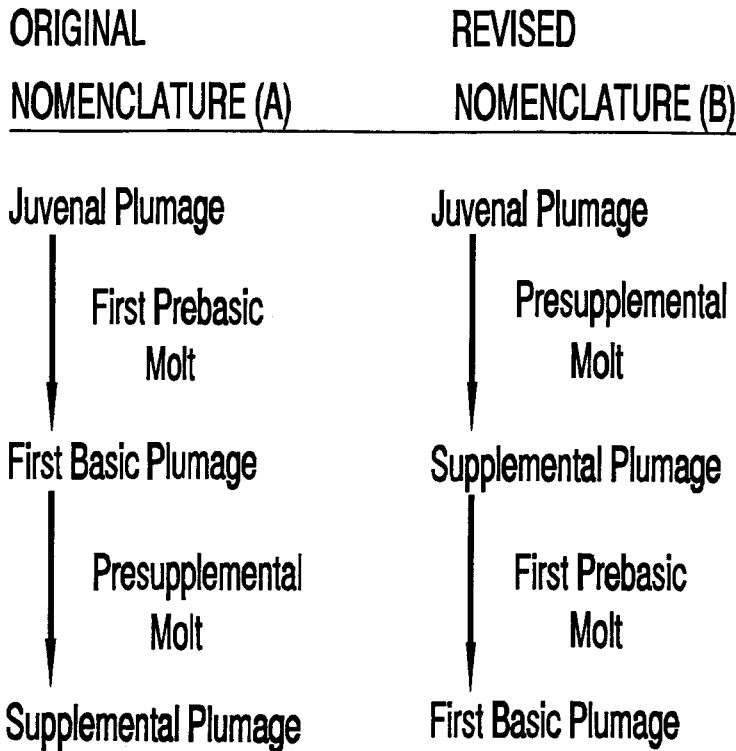 ORIGINAL
NOMENCLATURE (A)
Juvenal Plumage
First Prebasic
Molt
First Basic Plumage
Presupplemental
Molt
Supplemental Plumage
REVISED
NOMENCLATURE (B)
Juvenal Plumage
Presupplemental
Molt
Supplemental Plumage
First Prebasic
Molt
First Basic Plumage